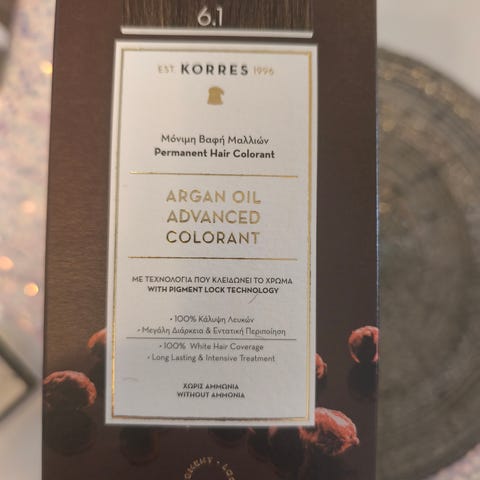 6.1
EST. KORRES 1996
Μόνιμη Βαφή Μαλλιών
Permanent Hair Colorant
ARGAN OIL
ADVANCED
COLORANT
ΜΕ ΤΕΧΝΟΛΟΓΙΑ ΠΟΥ ΚΛΕΙΔΩΝΕΙ ΤΟ ΧΡΩΜΑ
WITH PIGMENT LOCK TECHNOLOGY
• 100% Κάλυψη Λευκών
• Μεγάλη Διάρκεια & Εντατική Περιποίηση
• 100% White Hair Coverage
• Long Lasting & Intensive Treatment
ΧΩΡΙΣ ΑΜΜΩΝΙΑ
WITHOUT AMMONIA